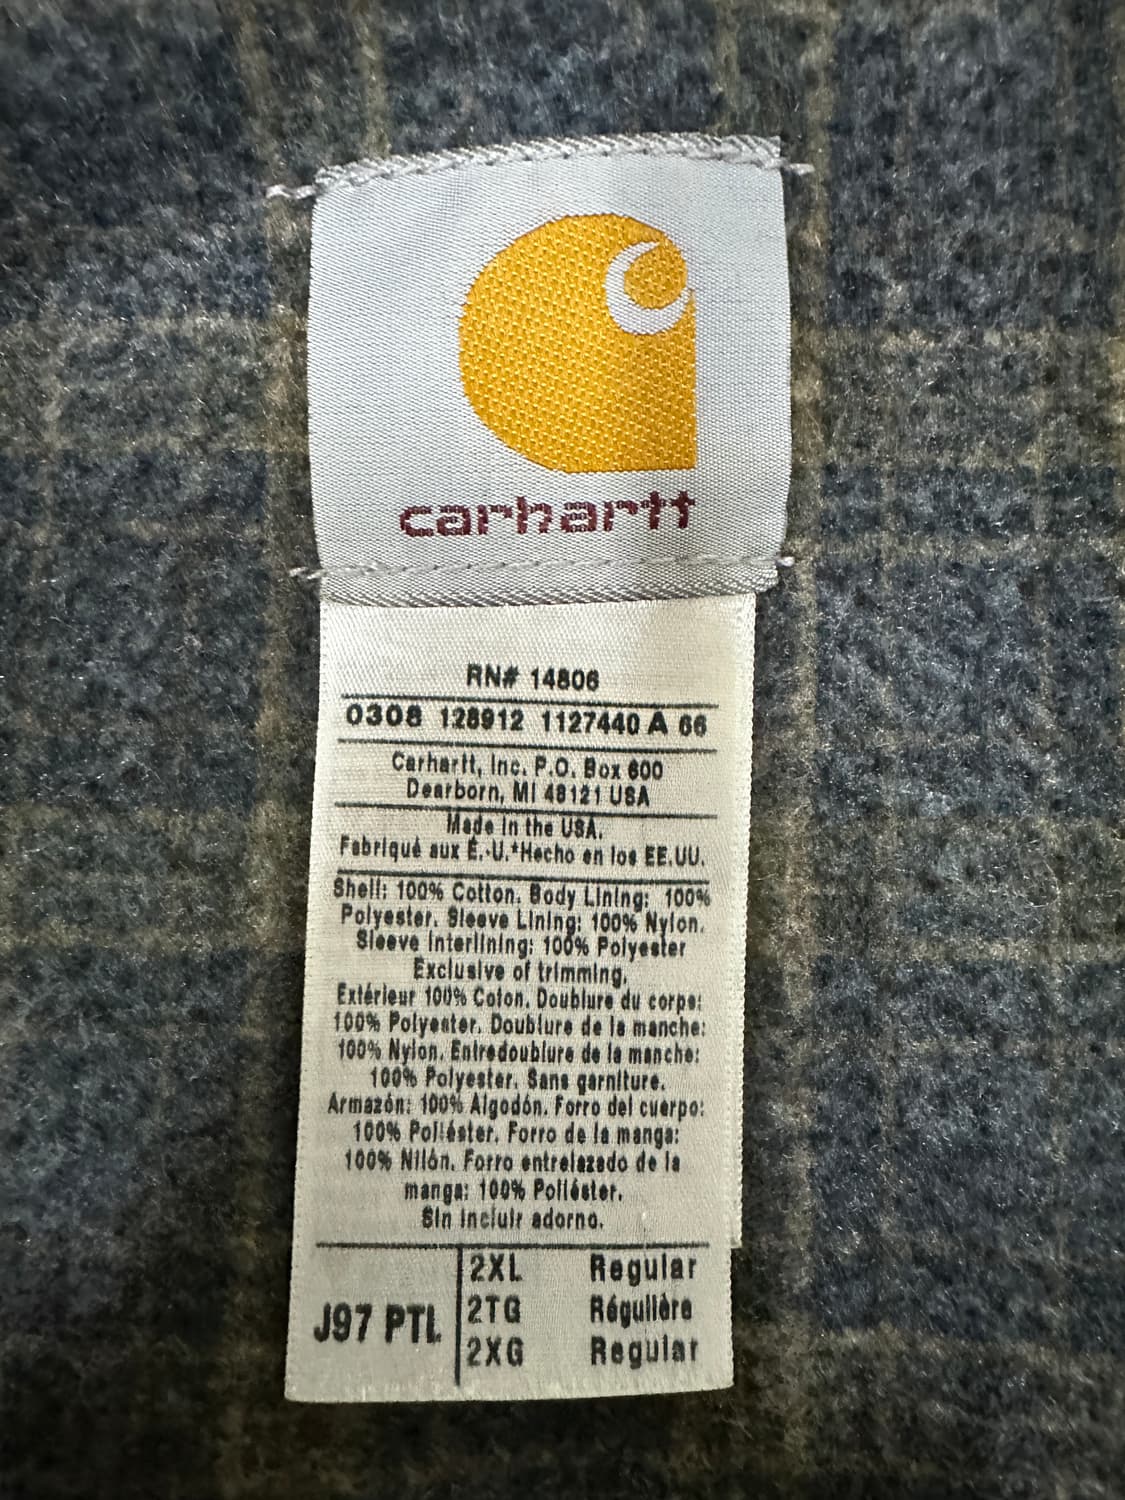 carhartt
RN# 14806
0308 128912 1127440 A 66
Carhartt, Inc. P.O. Box 600
Dearborn, MI 48121 USA
Made in the USA.
Fabriqué aux É.-U.*Hecho en los EE.UU.
Shell: 100% Cotton. Body Lining: 100%
Polyester. Sleeve Lining: 100% Nylon.
Sleeve Interlining: 100% Polyester
Exclusive of trimming.
Extérieur 100% Coton. Doublure du corps:
100% Polyester. Doublure de la manche:
100% Nylon. Entredoublure de la manche:
100% Polyester. Sans garniture.
Armazón: 100% Algodón. Forro del cuerpo:
100% Poliéster. Forro de la manga:
100% Nilón. Forro entrelazado de la
manga: 100% Poliéster.
Sin incluir adorno.
J97 PTL
2XL Regular
2TG Régulière
2XG Regular